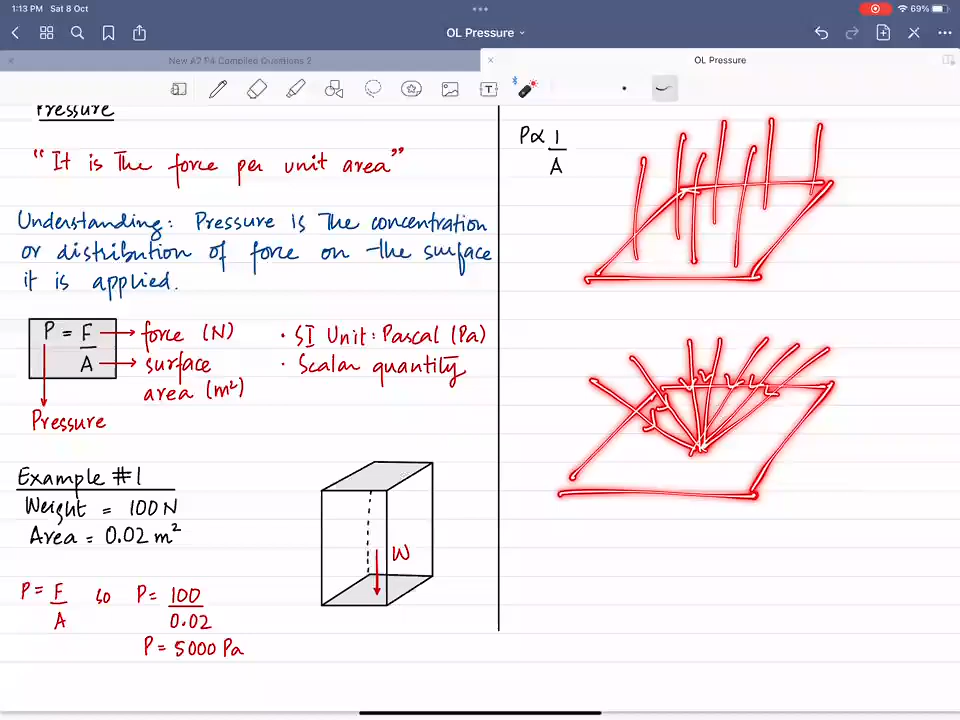 1:13 PM Sat 8 Oct
69%
OL Pressure
New A2 P4 Compiled Questions 2
OL Pressure
Pressure
"It is the force per unit area"
Understanding: Pressure is the concentration
or distribution of force on the surface
it is applied.
P = F/A
force (N)
surface
area (m²)
Pressure
· SI Unit: Pascal (Pa)
· Scalar quantity
Example #1
Weight = 100 N
Area = 0.02 m²
P = F/A so P = 100/0.02
P = 5000 Pa
W
P∝ 1/A